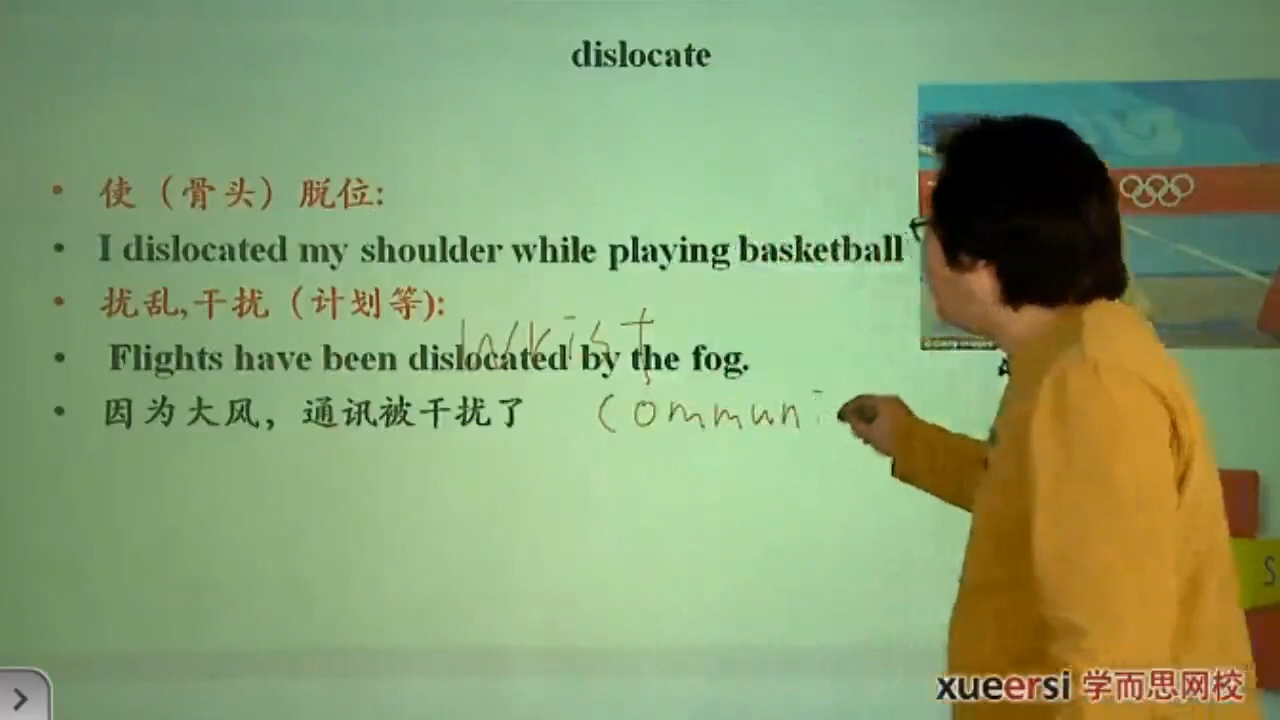 dislocate
• 使（骨头）脱位:
• I dislocated my shoulder while playing basketball
• 扰乱,干扰（计划等):
• Flights have been dislocated by the fog.
• 因为大风，通讯被干扰了 communi
S
xueersi 学而思网校